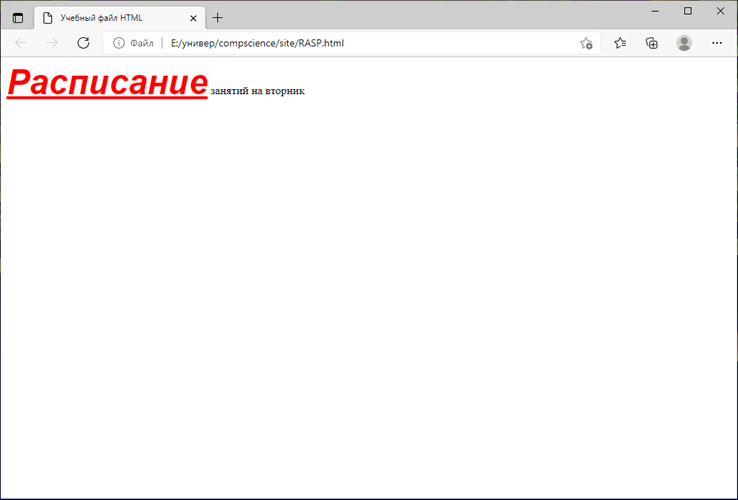 Учебный файл HTML
Файл | E:/универ/compscience/site/RASP.html
Расписание занятий на вторник